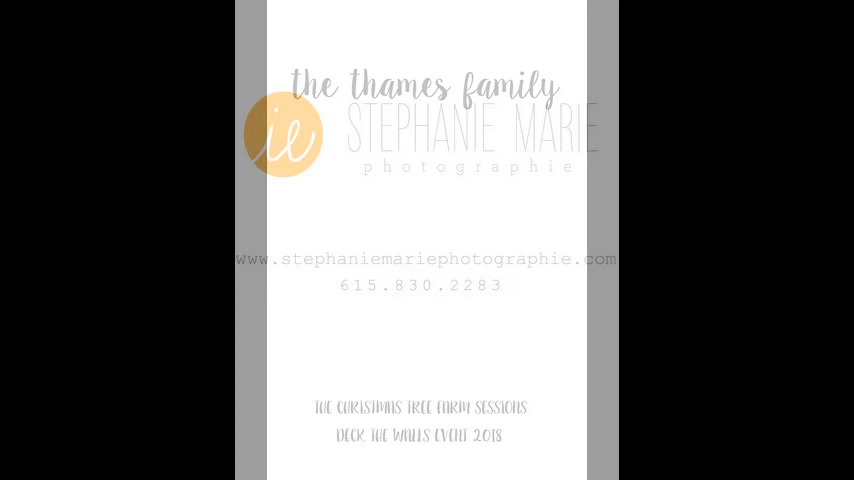 the thames family
ie
STEPHANIE MARIE
photographie
www.stephaniemariephotographie.com
615.830.2283
THE CHRISTMAS TREE FARM SESSIONS
DECK THE WALLS EVENT 2018